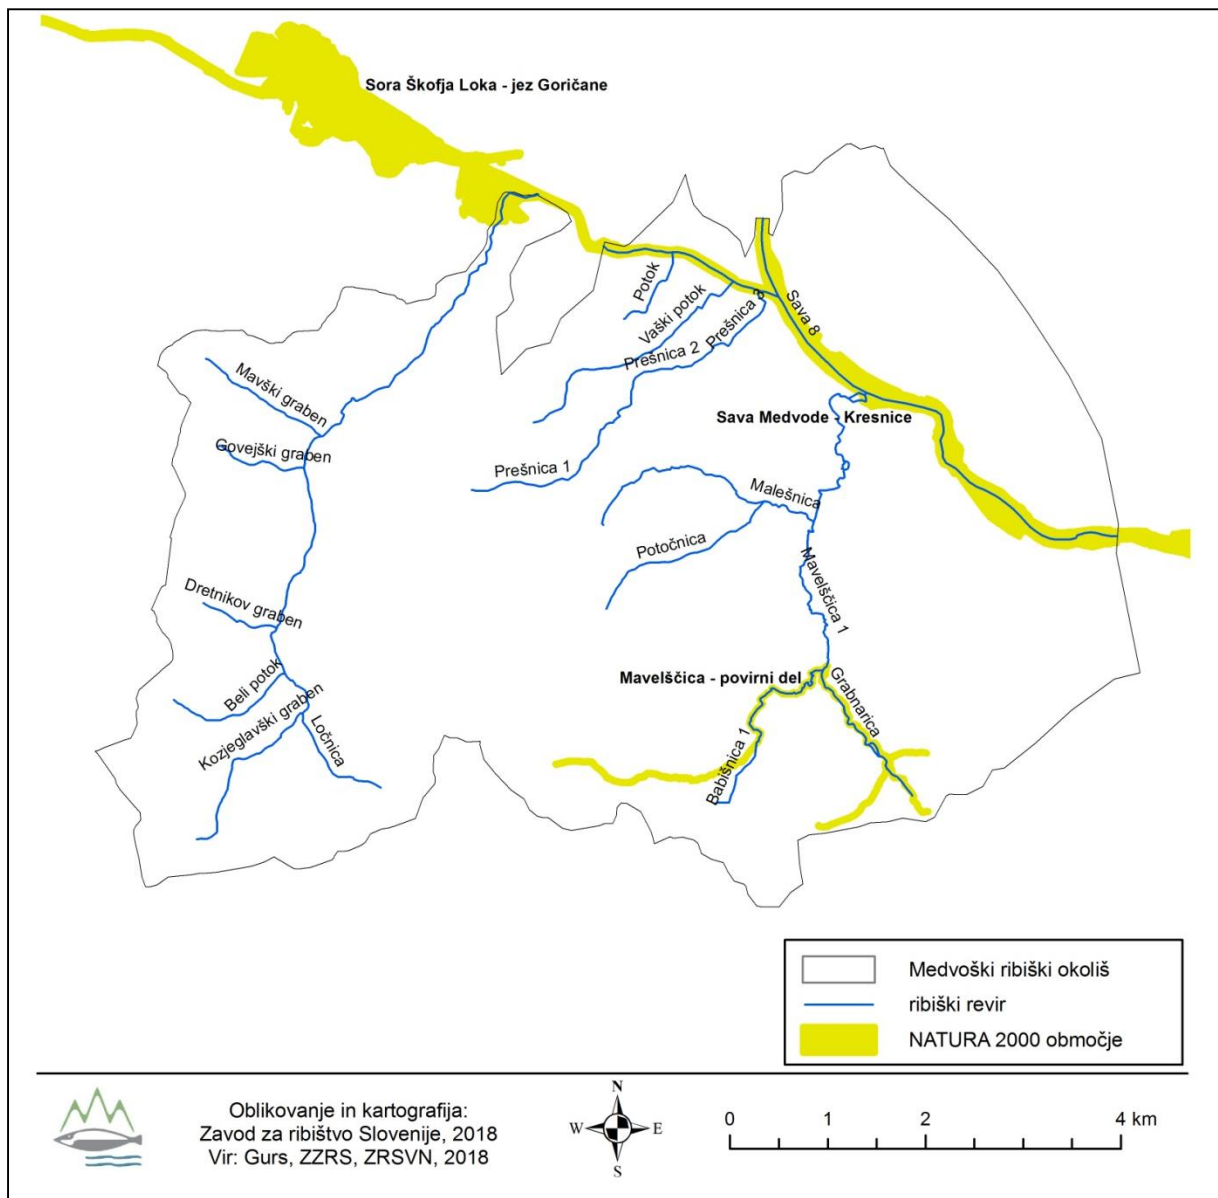 Sora Škofja Loka - jez Goričane
Potok
Vaški potok
Prešnica 3
Sava 8
Prešnica 2
Mavški graben
Sava Medvode - Kresnice
Govejški graben
Prešnica 1
Malešnica
Potočnica
Mavelščica 1
Dretnikov graben
Beli potok
Mavelščica - povirni del
Grabnarica
Kozjeglavški graben
Ločnica
Babišnica 1
Medvoški ribiški okoliš
ribiški revir
NATURA 2000 območje
Oblikovanje in kartografija:
Zavod za ribištvo Slovenije, 2018
Vir: Gurs, ZZRS, ZRSVN, 2018
N
W E
S
0 1 2 4 km